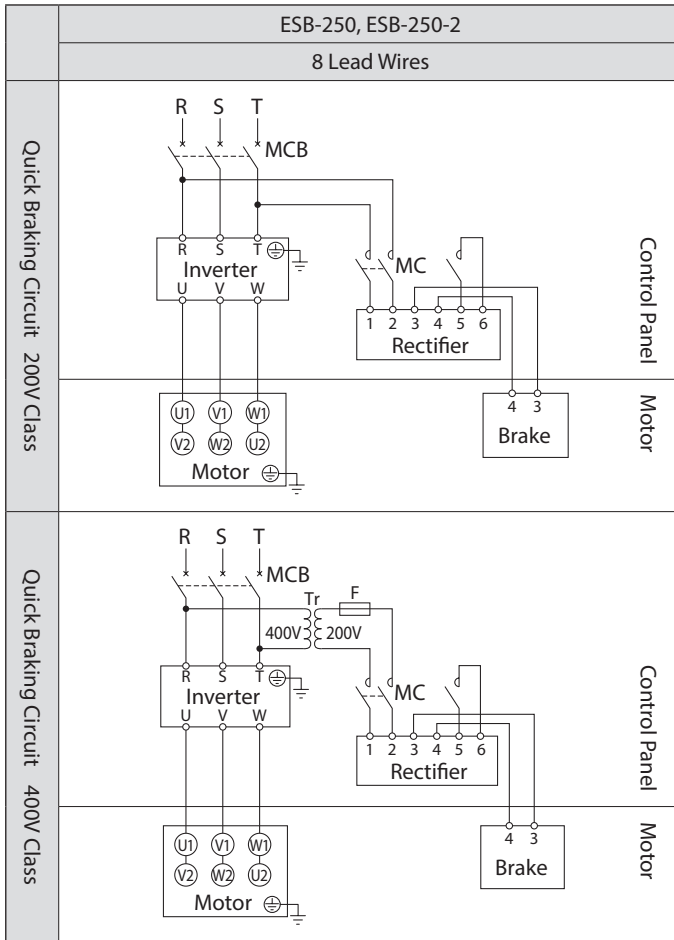 ESB-250, ESB-250-2
8 Lead Wires
Quick Braking Circuit 200V Class
R S T
MCB
R S T
Inverter
U V W
MC
1 2 3 4 5 6
Rectifier
Control Panel
U1 V1 W1
V2 W2 U2
Motor
4 3
Brake
Motor
Quick Braking Circuit 400V Class
R S T
MCB
Tr F
400V 200V
R S T
Inverter
U V W
MC
1 2 3 4 5 6
Rectifier
Control Panel
U1 V1 W1
V2 W2 U2
Motor
4 3
Brake
Motor